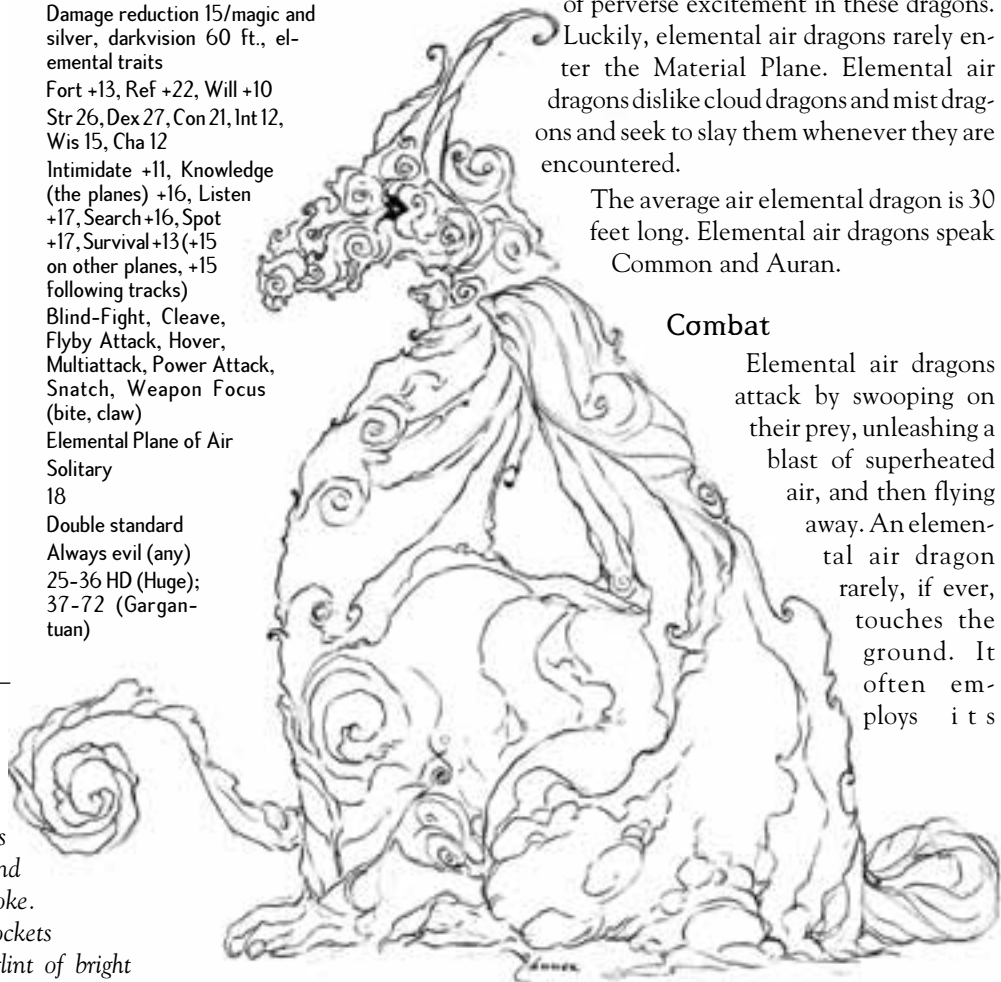 Damage reduction 15/magic and
silver, darkvision 60 ft., el-
emental traits
Fort +13, Ref +22, Will +10
Str 26, Dex 27, Con 21, Int 12,
Wis 15, Cha 12
Intimidate +11, Knowledge
(the planes) +16, Listen
+17, Search +16, Spot
+17, Survival +13 (+15
on other planes, +15
following tracks)
Blind-Fight, Cleave,
Flyby Attack, Hover,
Multiattack, Power Attack,
Snatch, Weapon Focus
(bite, claw)
Elemental Plane of Air
Solitary
18
Double standard
Always evil (any)
25-36 HD (Huge);
37-72 (Gargan-
tuan)
of bright
of perverse excitement in these dragons.
Luckily, elemental air dragons rarely en-
ter the Material Plane. Elemental air
dragons dislike cloud dragons and mist drag-
ons and seek to slay them whenever they are
encountered.
The average air elemental dragon is 30
feet long. Elemental air dragons speak
Common and Auran.
Combat
Elemental air dragons
attack by swooping on
their prey, unleashing a
blast of superheated
air, and then flying
away. An elemen-
tal air dragon
rarely, if ever,
touches the
ground. It
often em-
ploys its